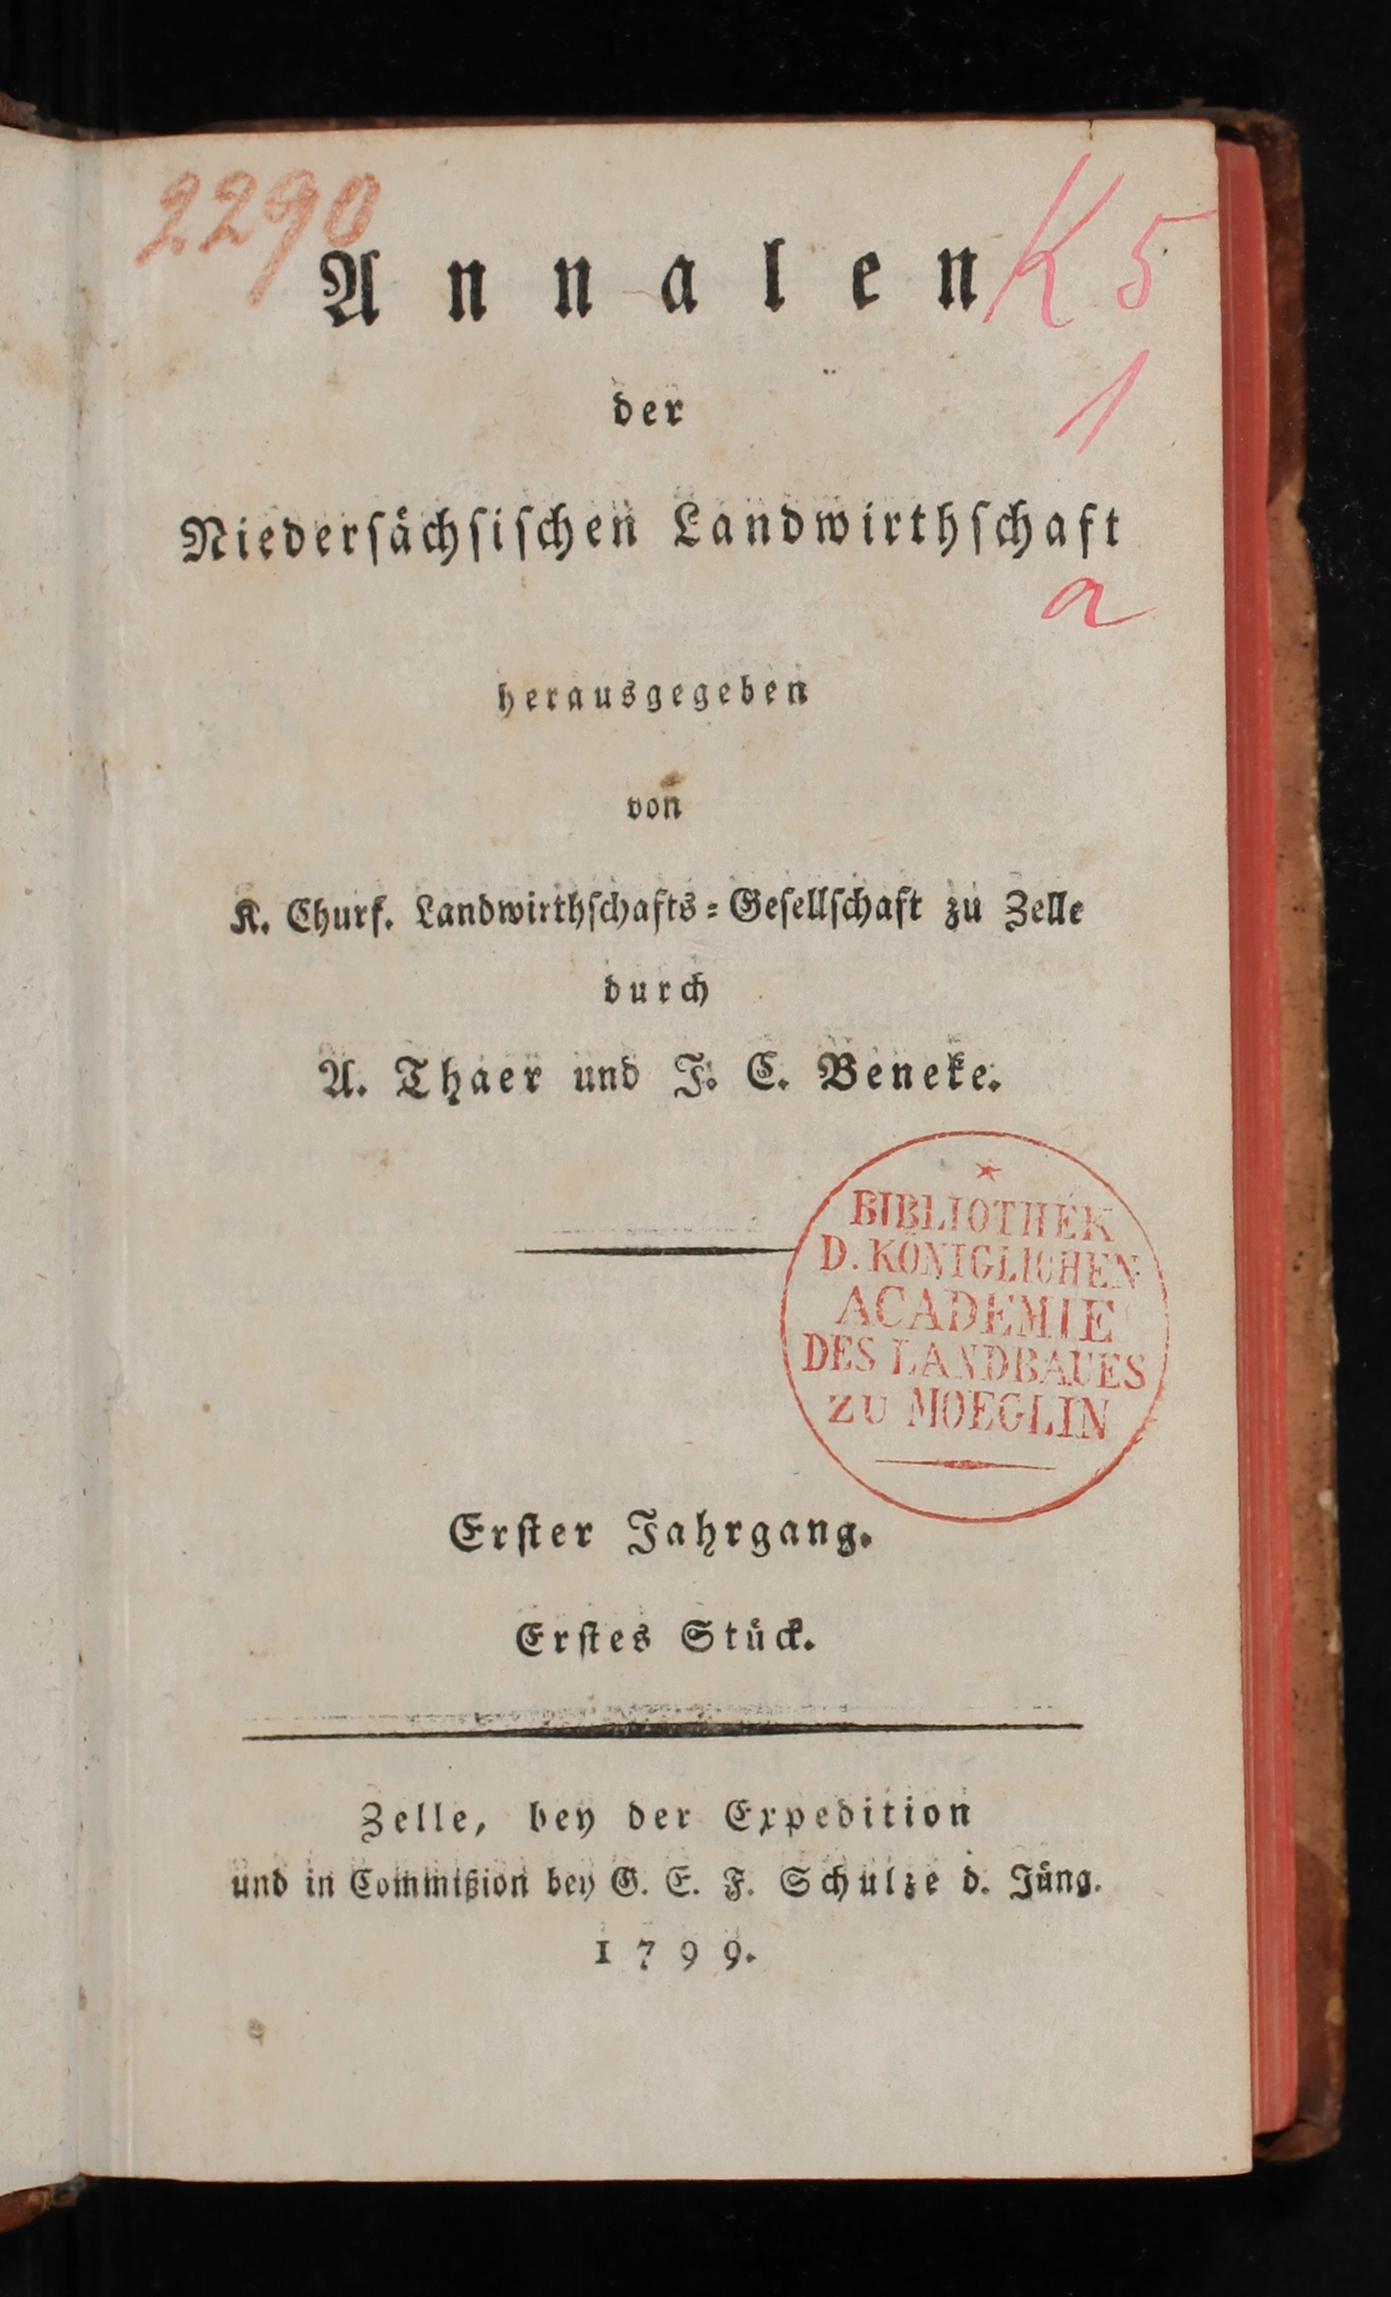 2290
K 5
Annalen
1
der
Niedersächsischen Landwirthschaft
a
herausgegeben
von
K. Churf. Landwirthschafts-Gesellschaft zu Zelle
durch
A. Thaer und J. C. Beneke.
BIBLIOTHEK
D. KÖNIGLICHEN
ACADEMIE
DES LANDBAUES
ZU MOEGLIN
Erster Jahrgang.
Erstes Stück.
Zelle, bey der Expedition
und in Commißion bey G. E. F. Schulze d. Jüng.
1799.